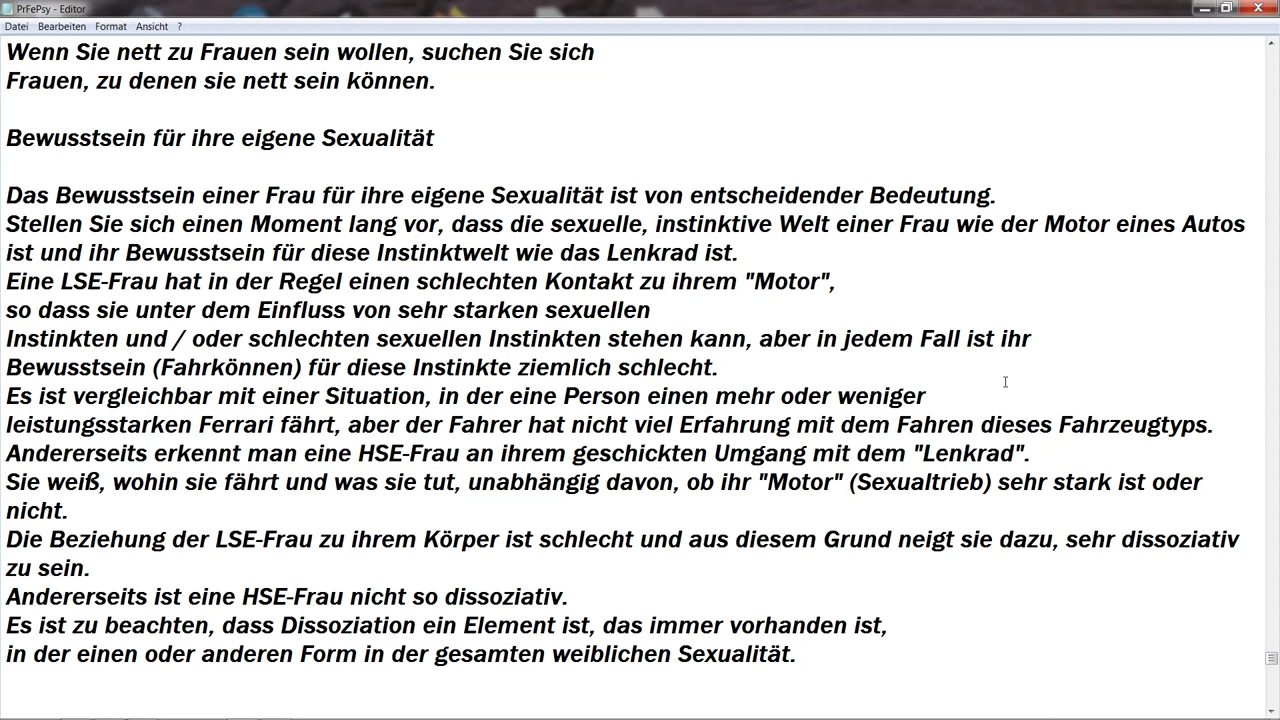 PrFePsy - Editor
Datei Bearbeiten Format Ansicht ?
Wenn Sie nett zu Frauen sein wollen, suchen Sie sich
Frauen, zu denen sie nett sein können.
Bewusstsein für ihre eigene Sexualität
Das Bewusstsein einer Frau für ihre eigene Sexualität ist von entscheidender Bedeutung.
Stellen Sie sich einen Moment lang vor, dass die sexuelle, instinktive Welt einer Frau wie der Motor eines Autos
ist und ihr Bewusstsein für diese Instinktwelt wie das Lenkrad ist.
Eine LSE-Frau hat in der Regel einen schlechten Kontakt zu ihrem "Motor",
so dass sie unter dem Einfluss von sehr starken sexuellen
Instinkten und / oder schlechten sexuellen Instinkten stehen kann, aber in jedem Fall ist ihr
Bewusstsein (Fahrkönnen) für diese Instinkte ziemlich schlecht.
Es ist vergleichbar mit einer Situation, in der eine Person einen mehr oder weniger
leistungsstarken Ferrari fährt, aber der Fahrer hat nicht viel Erfahrung mit dem Fahren dieses Fahrzeugtyps.
Andererseits erkennt man eine HSE-Frau an ihrem geschickten Umgang mit dem "Lenkrad".
Sie weiß, wohin sie fährt und was sie tut, unabhängig davon, ob ihr "Motor" (Sexualtrieb) sehr stark ist oder
nicht.
Die Beziehung der LSE-Frau zu ihrem Körper ist schlecht und aus diesem Grund neigt sie dazu, sehr dissoziativ
zu sein.
Andererseits ist eine HSE-Frau nicht so dissoziativ.
Es ist zu beachten, dass Dissoziation ein Element ist, das immer vorhanden ist,
in der einen oder anderen Form in der gesamten weiblichen Sexualität.